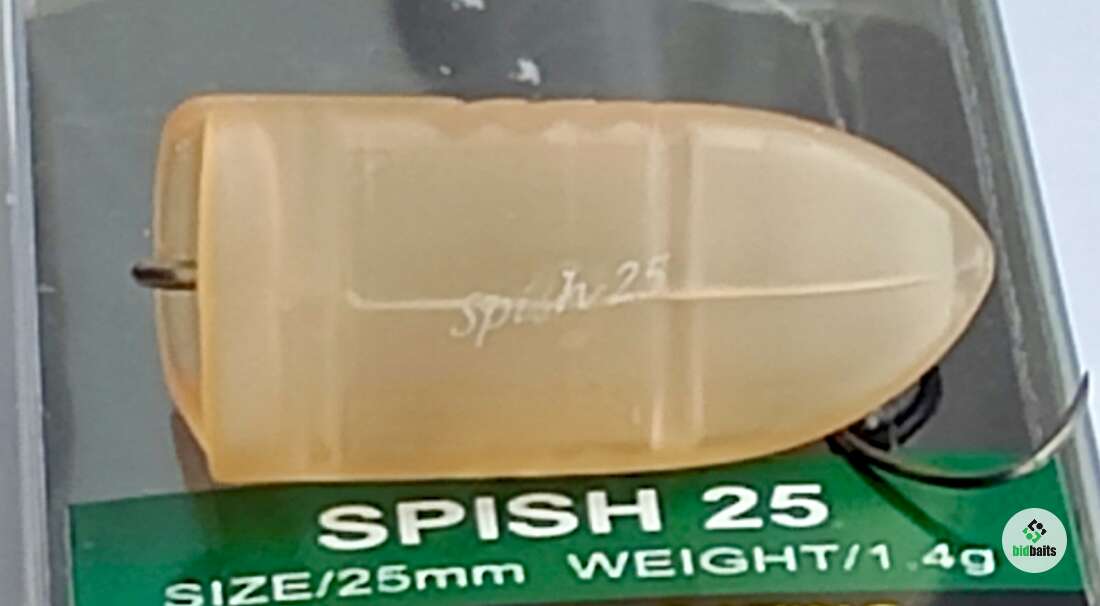 spish 25
SPISH 25
SIZE/25mm WEIGHT/1.4g
bidbaits